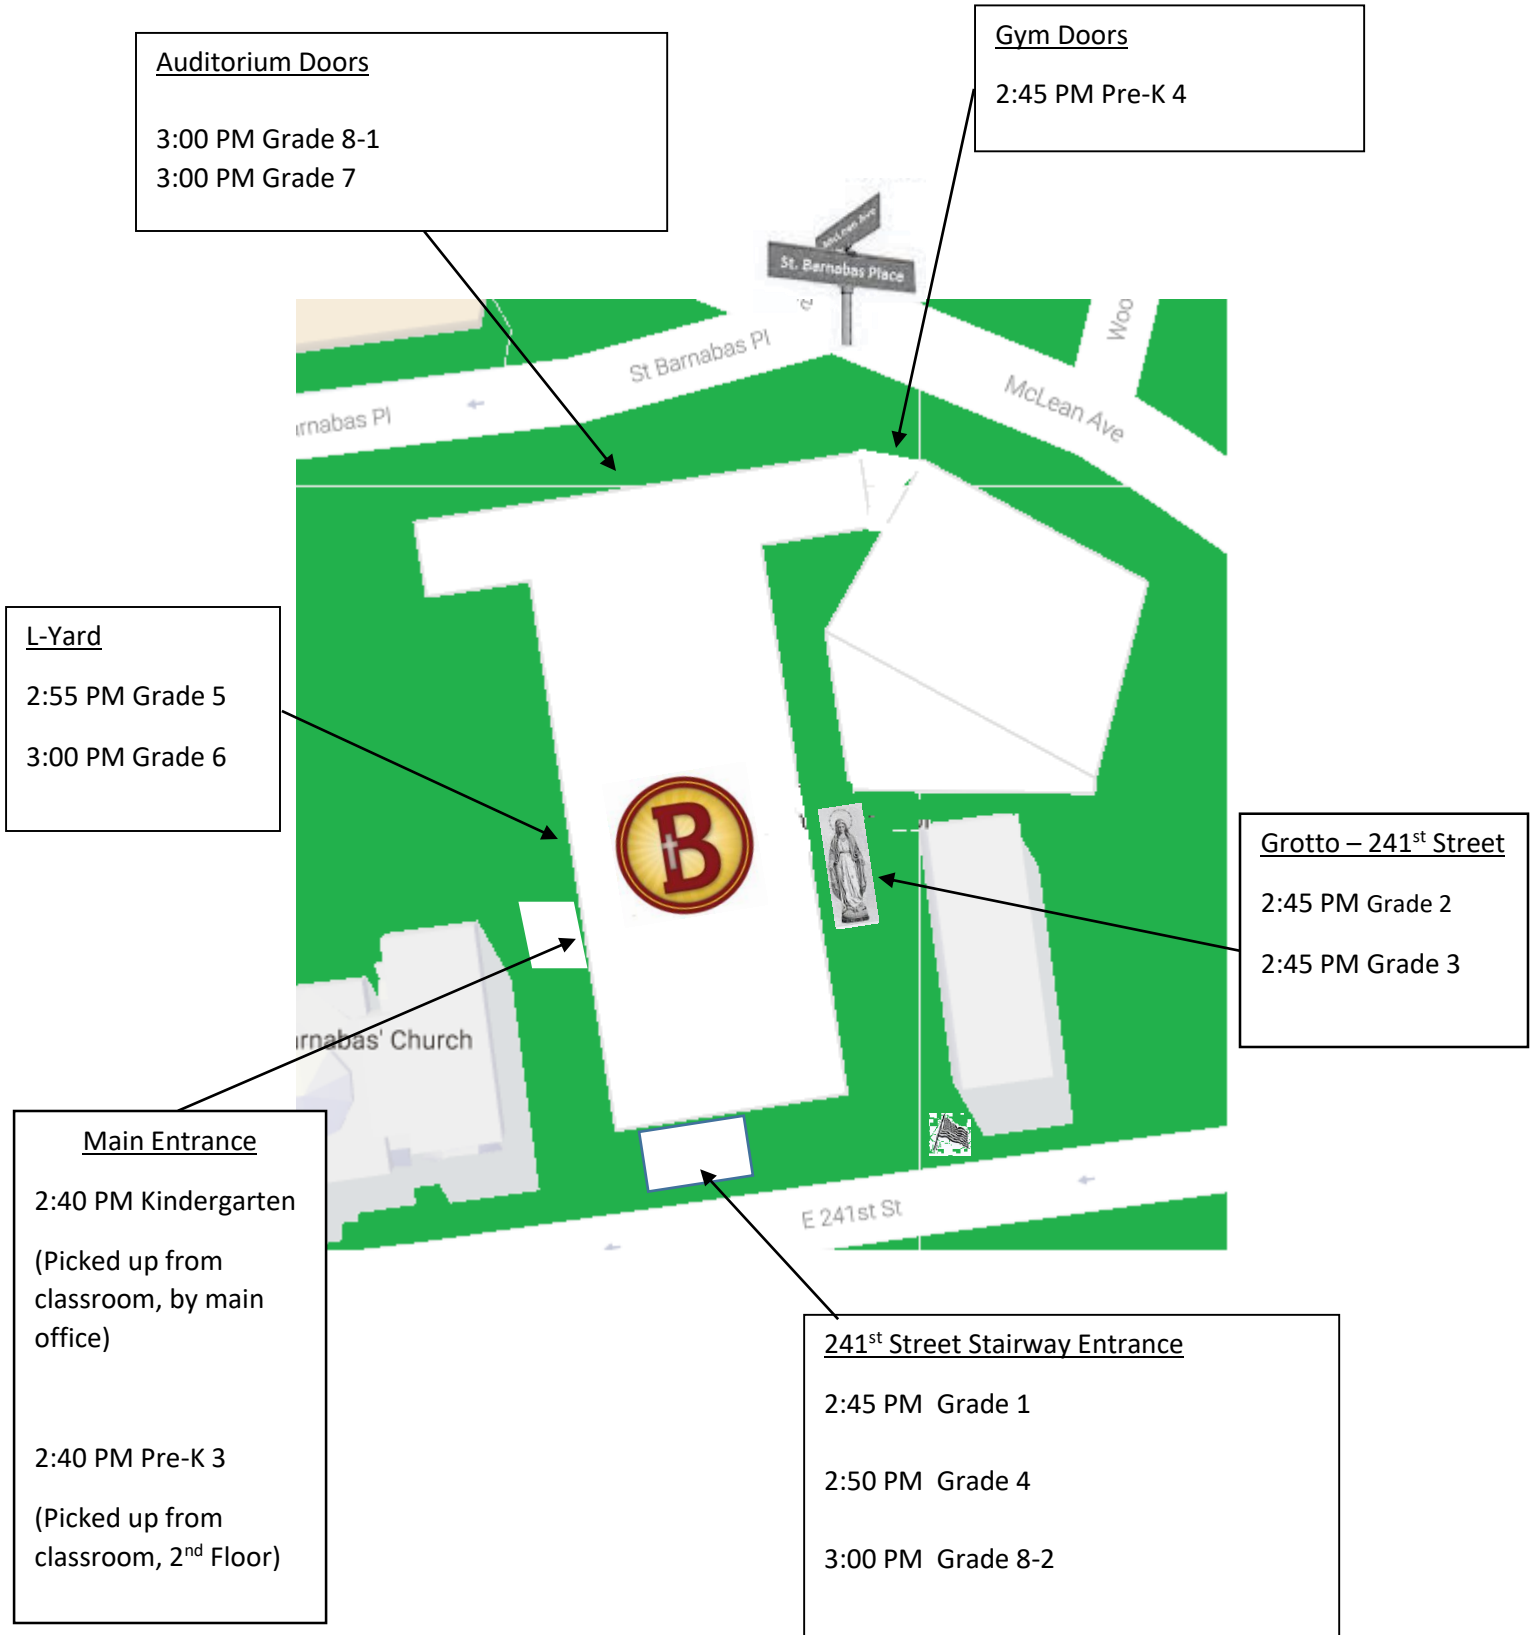 Auditorium Doors
3:00 PM Grade 8-1
3:00 PM Grade 7
Gym Doors
2:45 PM Pre-K 4
McLean Ave
St. Barnabas Place
St Barnabas Pl
Woo
McLean Ave
arnabas Pl
L-Yard
2:55 PM Grade 5
3:00 PM Grade 6
B
Grotto – 241st Street
2:45 PM Grade 2
2:45 PM Grade 3
arnabas' Church
Main Entrance
2:40 PM Kindergarten
(Picked up from
classroom, by main
office)
2:40 PM Pre-K 3
(Picked up from
classroom, 2nd Floor)
E 241st St
241st Street Stairway Entrance
2:45 PM Grade 1
2:50 PM Grade 4
3:00 PM Grade 8-2